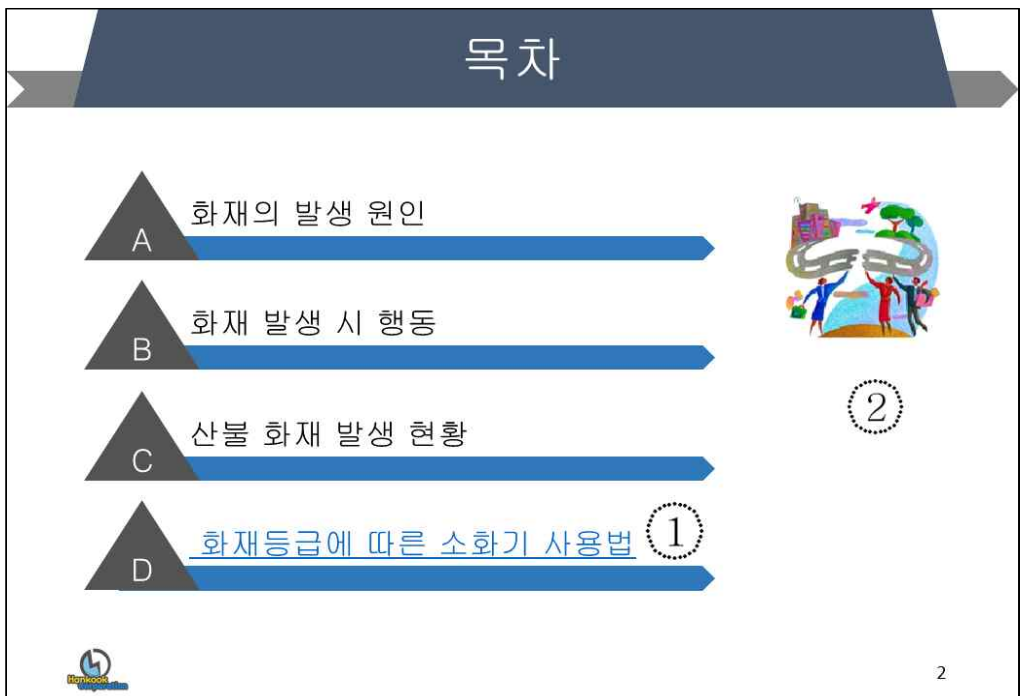 목차
A 화재의 발생 원인
B 화재 발생 시 행동
②
C 산불 화재 발생 현황
D 화재등급에 따른 소화기 사용법 ①
Hankook
Corporation
2